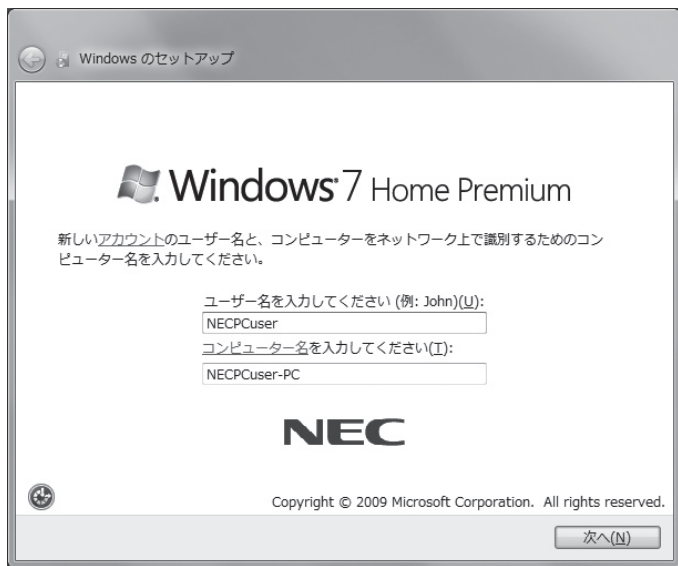 Windows のセットアップ
Windows 7 Home Premium
新しいアカウントのユーザー名と、コンピューターをネットワーク上で識別するためのコン
ピューター名を入力してください。
ユーザー名を入力してください (例: John)(U):
NECPCuser
コンピューター名を入力してください(T):
NECPCuser-PC
NEC
Copyright © 2009 Microsoft Corporation. All rights reserved.
次へ(N)